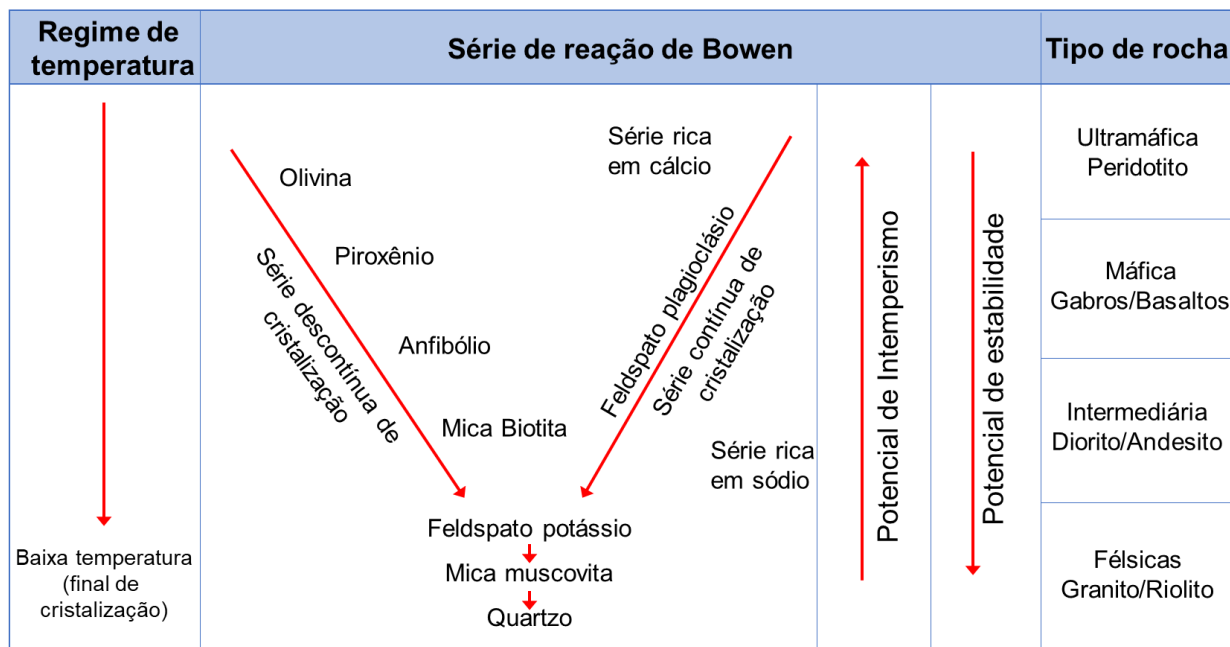 Regime de
temperatura
Série de reação de Bowen
Tipo de rocha
Baixa temperatura
(final de
cristalização)
Olivina
Piroxênio
Anfibólio
Mica Biotita
Série descontínua de
cristalização
Série rica
em cálcio
Feldspato plagioclásio
Série contínua de
cristalização
Série rica
em sódio
Feldspato potássio
Mica muscovita
Quartzo
Potencial de Intemperismo
Potencial de estabilidade
Ultramáfica
Peridotito
Máfica
Gabros/Basaltos
Intermediária
Diorito/Andesito
Félsicas
Granito/Riolito